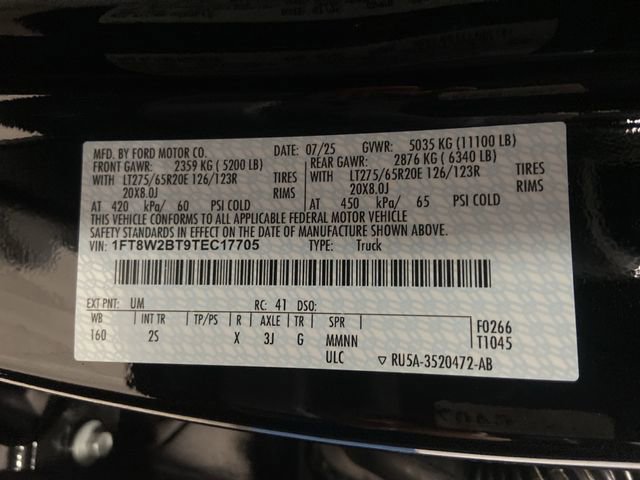 MFD. BY FORD MOTOR CO. DATE: 07/25 GVWR: 5035 KG (11100 LB)
FRONT GAWR: 2359 KG (5200 LB) REAR GAWR: 2876 KG (6340 LB)
WITH LT275/65R20E 126/123R TIRES WITH LT275/65R20E 126/123R TIRES
20X8.0J RIMS 20X8.0J RIMS
AT 420 kPa/ 60 PSI COLD AT 450 kPa/ 65 PSI COLD
THIS VEHICLE CONFORMS TO ALL APPLICABLE FEDERAL MOTOR VEHICLE
SAFETY STANDARDS IN EFFECT ON THE DATE OF MANUFACTURE SHOWN ABOVE.
VIN: 1FT8W2BT9TEC17705 TYPE: Truck
EXT PNT: UM RC: 41 DSO:
WB INT TR TP/PS R AXLE TR SPR F0266
160 2S X 3J G MMNN T1045
ULC RU5A-3520472-AB